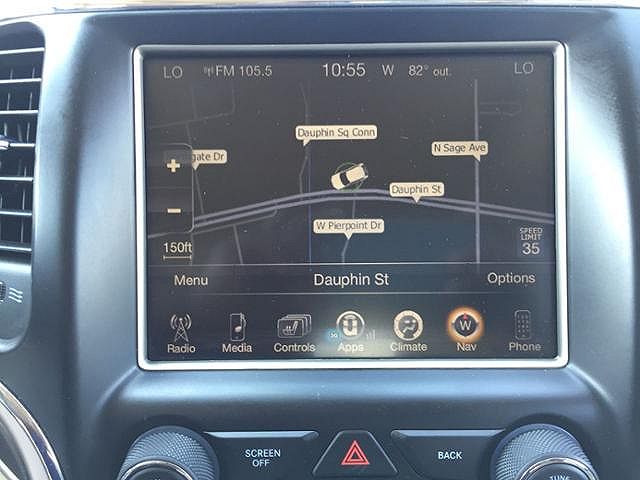 LO FM 105.5 10:55 W 82° out. LO
Dauphin Sq Conn
N Sage Ave
gate Dr
+
Dauphin St
−
W Pierpoint Dr
SPEED
LIMIT
35
150ft
Menu Dauphin St Options
W
Radio Media Controls Apps Climate Nav Phone
SCREEN
OFF
BACK
TUNE